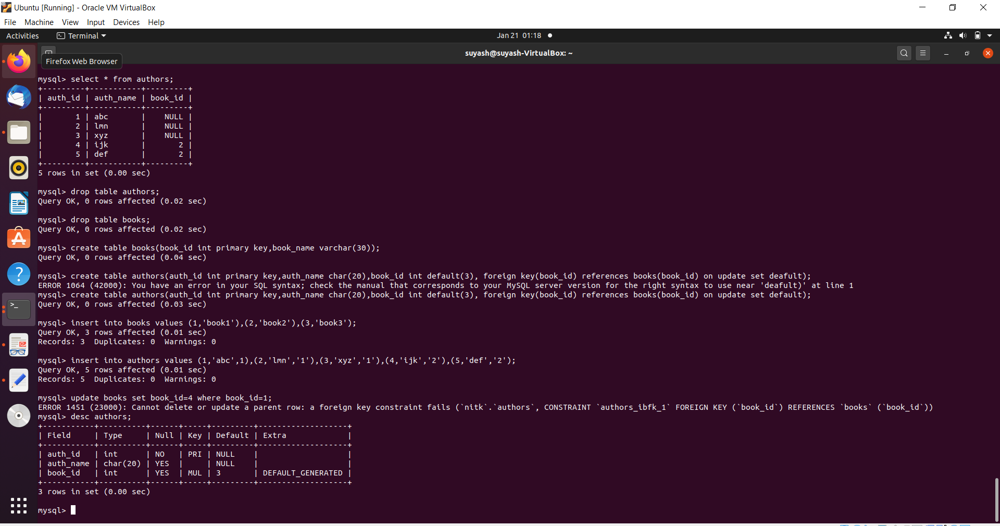 Ubuntu [Running] - Oracle VM VirtualBox
File Machine View Input Devices Help
Activities Terminal Jan 21 01:18
suyash@suyash-VirtualBox: ~
Firefox Web Browser
mysql> select * from authors;
+---------+-----------+---------+
| auth_id | auth_name | book_id |
+---------+-----------+---------+
|       1 | abc       |    NULL |
|       2 | lmn       |    NULL |
|       3 | xyz       |    NULL |
|       4 | ijk       |       2 |
|       5 | def       |       2 |
+---------+-----------+---------+
5 rows in set (0.00 sec)
mysql> drop table authors;
Query OK, 0 rows affected (0.02 sec)
mysql> drop table books;
Query OK, 0 rows affected (0.02 sec)
mysql> create table books(book_id int primary key,book_name varchar(30));
Query OK, 0 rows affected (0.04 sec)
mysql> create table authors(auth_id int primary key,auth_name char(20),book_id int default(3), foreign key(book_id) references books(book_id) on update set deafult);
ERROR 1064 (42000): You have an error in your SQL syntax; check the manual that corresponds to your MySQL server version for the right syntax to use near 'deafult)' at line 1
mysql> create table authors(auth_id int primary key,auth_name char(20),book_id int default(3), foreign key(book_id) references books(book_id) on update set default);
Query OK, 0 rows affected (0.03 sec)
mysql> insert into books values (1,'book1'),(2,'book2'),(3,'book3');
Query OK, 3 rows affected (0.01 sec)
Records: 3  Duplicates: 0  Warnings: 0
mysql> insert into authors values (1,'abc',1),(2,'lmn','1'),(3,'xyz','1'),(4,'ijk','2'),(5,'def','2');
Query OK, 5 rows affected (0.01 sec)
Records: 5  Duplicates: 0  Warnings: 0
mysql> update books set book_id=4 where book_id=1;
ERROR 1451 (23000): Cannot delete or update a parent row: a foreign key constraint fails (`nitk`.`authors`, CONSTRAINT `authors_ibfk_1` FOREIGN KEY (`book_id`) REFERENCES `books` (`book_id`))
mysql> desc authors;
+-----------+----------+------+-----+---------+-------------------+
| Field     | Type     | Null | Key | Default | Extra             |
+-----------+----------+------+-----+---------+-------------------+
| auth_id   | int      | NO   | PRI | NULL    |                   |
| auth_name | char(20) | YES  |     | NULL    |                   |
| book_id   | int      | YES  | MUL | 3       | DEFAULT_GENERATED |
+-----------+----------+------+-----+---------+-------------------+
3 rows in set (0.00 sec)
mysql>